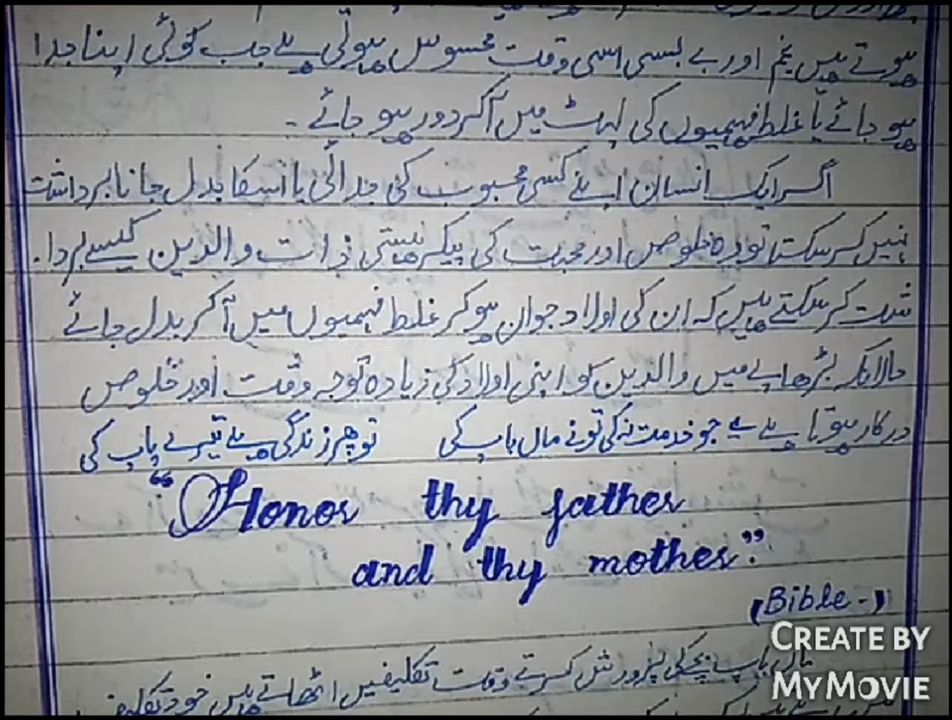 ہوتے ہیں غم اور بے بسی اسی وقت محسوس ہوتی ہے جب کوئی اپنا جدا
ہو جائے یا غلط فہمیوں کی لپٹ میں آکر دور ہو جائے ۔
اگر ایک انسان اپنے کسی محبوب کی جدائی یا اسکا بدل جانا برداشت
نہیں کر سکتا تو وہ خلوص اور محبت کی پیکر ہستی ذات والدین کیسے بردا .
شت کر سکتے ہیں کہ ان کی اولاد جوان ہو کر غلط فہمیوں میں آکر بدل جائے
حالانکہ بڑھاپے میں والدین کو اپنی اولاد کی زیادہ توجہ وقت اور خلوص
درکار ہوتا ہے جو خدمت نہ کی تو نے ماں باپ کی تو پھر زندگی ہے تیرے پاپ کی
“Honor thy father
and thy mother”.
(Bible-)
ماں باپ بچے کی پرورش کرتے وقت تکلیفیں اٹھاتے ہیں خود تکلیف
CREATE BY
MYMOVIE